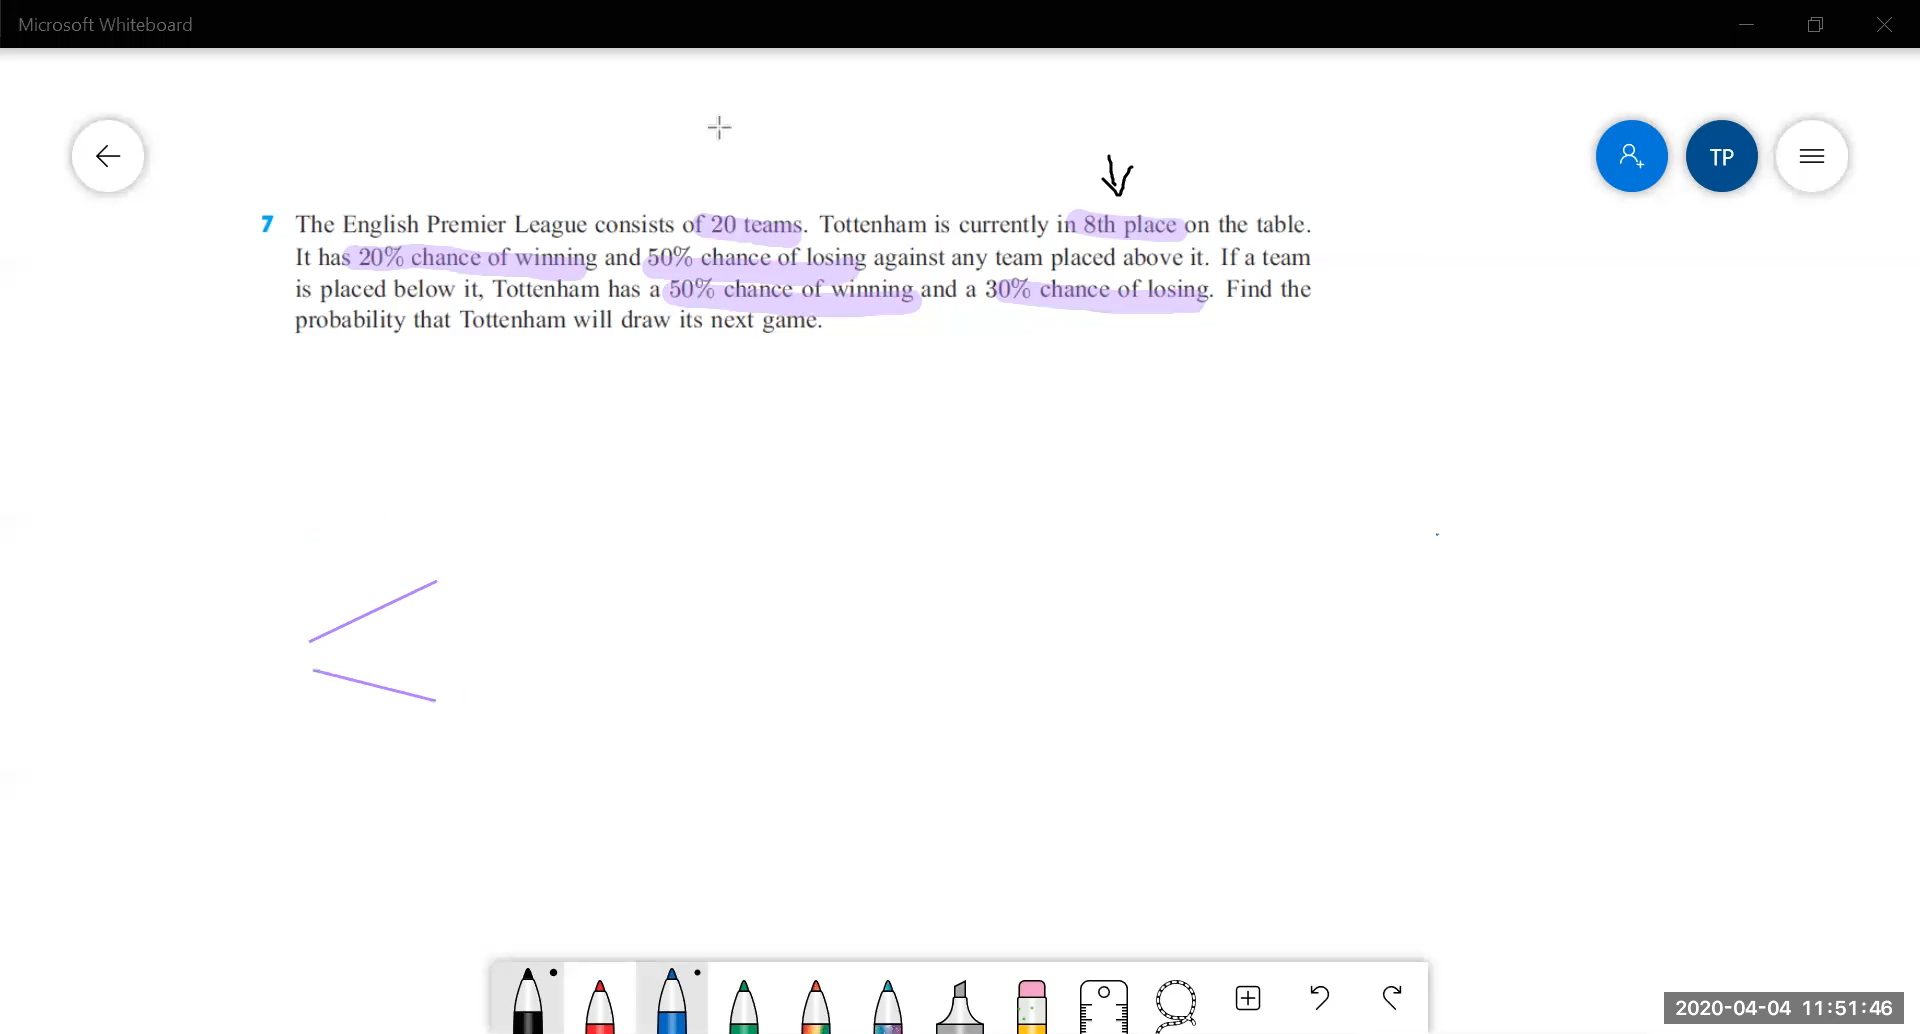 Microsoft Whiteboard
TP
7 The English Premier League consists of 20 teams. Tottenham is currently in 8th place on the table.
It has 20% chance of winning and 50% chance of losing against any team placed above it. If a team
is placed below it, Tottenham has a 50% chance of winning and a 30% chance of losing. Find the
probability that Tottenham will draw its next game.
2020-04-04 11:51:46